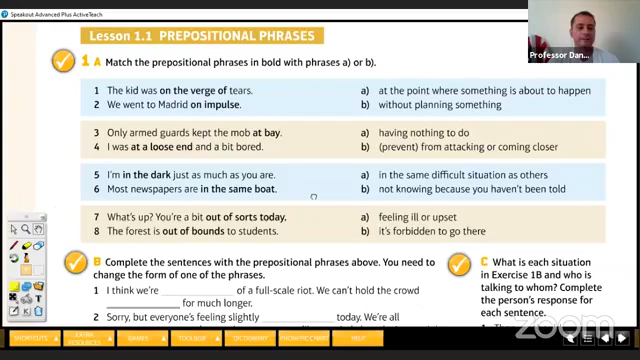 Speakout Advanced Plus ActiveTeach
Professor Dan...
Lesson 1.1 PREPOSITIONAL PHRASES
1 A Match the prepositional phrases in bold with phrases a) or b).
1 The kid was on the verge of tears.
a) at the point where something is about to happen
2 We went to Madrid on impulse.
b) without planning something
3 Only armed guards kept the mob at bay.
a) having nothing to do
4 I was at a loose end and a bit bored.
b) (prevent) from attacking or coming closer
5 I'm in the dark just as much as you are.
a) in the same difficult situation as others
6 Most newspapers are in the same boat.
b) not knowing because you haven't been told
7 What's up? You're a bit out of sorts today.
a) feeling ill or upset
8 The forest is out of bounds to students.
b) it's forbidden to go there
B Complete the sentences with the prepositional phrases above. You need to
change the form of one of the phrases.
1 I think we're ____________ of a full-scale riot. We can't hold the crowd
____________ for much longer.
2 Sorry, but everyone's feeling slightly ____________ today. We're all
C What is each situation
in Exercise 1B and who is
talking to whom? Complete
the person's response for
each sentence.
SHORTCUTS
EXTRA RESOURCES
GAMES
TOOLBOX
DICTIONARY
PHONETIC CHART
HELP
zoom